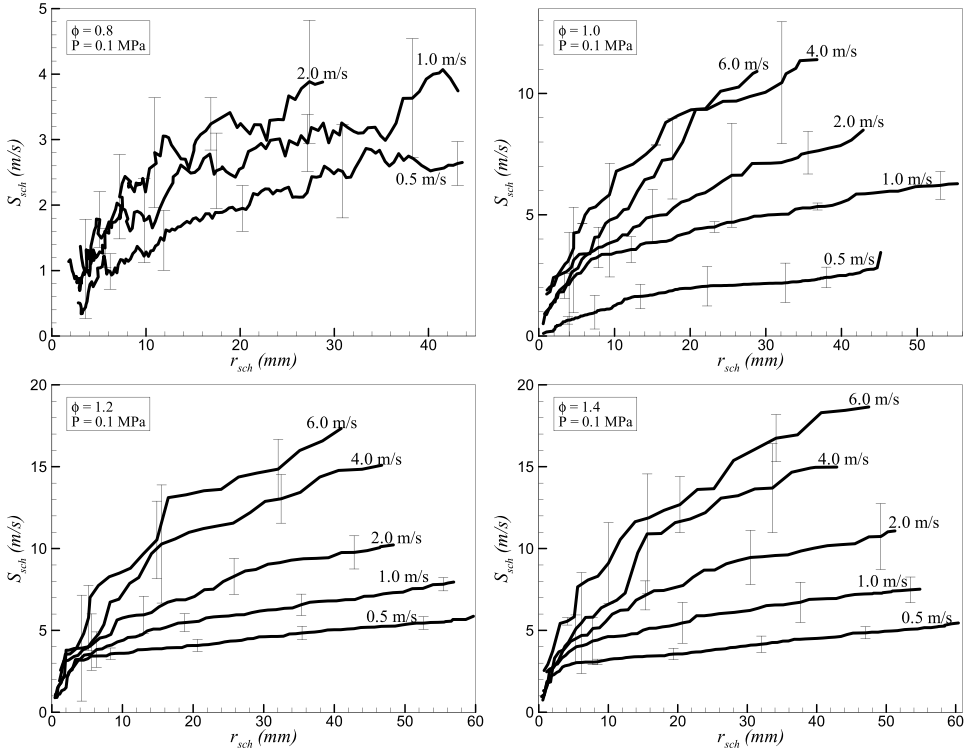 5
4
3
2
1
0
S_sch (m/s)
ϕ = 0.8
P = 0.1 MPa
2.0 m/s
1.0 m/s
0.5 m/s
10 20 30 40
r_sch (mm)
10
5
0
S_sch (m/s)
ϕ = 1.0
P = 0.1 MPa
6.0 m/s
4.0 m/s
2.0 m/s
1.0 m/s
0.5 m/s
0 10 20 30 40 50
r_sch (mm)
20
15
10
5
0
S_sch (m/s)
ϕ = 1.2
P = 0.1 MPa
6.0 m/s
4.0 m/s
2.0 m/s
1.0 m/s
0.5 m/s
0 10 20 30 40 50 60
r_sch (mm)
20
15
10
5
0
S_sch (m/s)
ϕ = 1.4
P = 0.1 MPa
6.0 m/s
4.0 m/s
2.0 m/s
1.0 m/s
0.5 m/s
0 10 20 30 40 50 60
r_sch (mm)